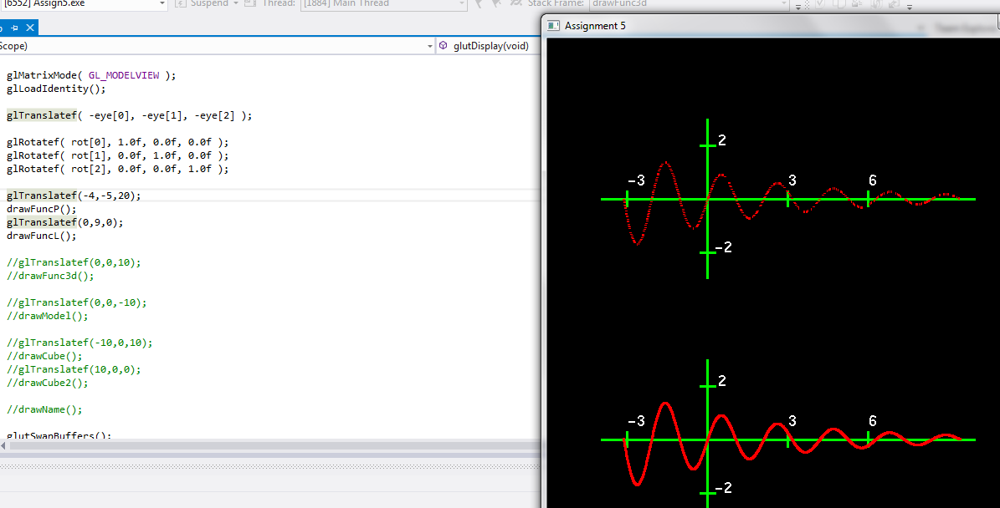 [6552] Assign5.exe Suspend Thread: [1884] Main Thread Stack Frame: drawFunc3d
Scope) glutDisplay(void)
glMatrixMode( GL_MODELVIEW );
glLoadIdentity();
glTranslatef( -eye[0], -eye[1], -eye[2] );
glRotatef( rot[0], 1.0f, 0.0f, 0.0f );
glRotatef( rot[1], 0.0f, 1.0f, 0.0f );
glRotatef( rot[2], 0.0f, 0.0f, 1.0f );
glTranslatef(-4,-5,20);
drawFuncP();
glTranslatef(0,9,0);
drawFuncL();
//glTranslatef(0,0,10);
//drawFunc3d();
//glTranslatef(0,0,-10);
//drawModel();
//glTranslatef(-10,0,10);
//drawCube();
//glTranslatef(10,0,0);
//drawCube2();
//drawName();
glutSwapBuffers();
Assignment 5
2
-3 3 6
-2
2
-3 3 6
-2